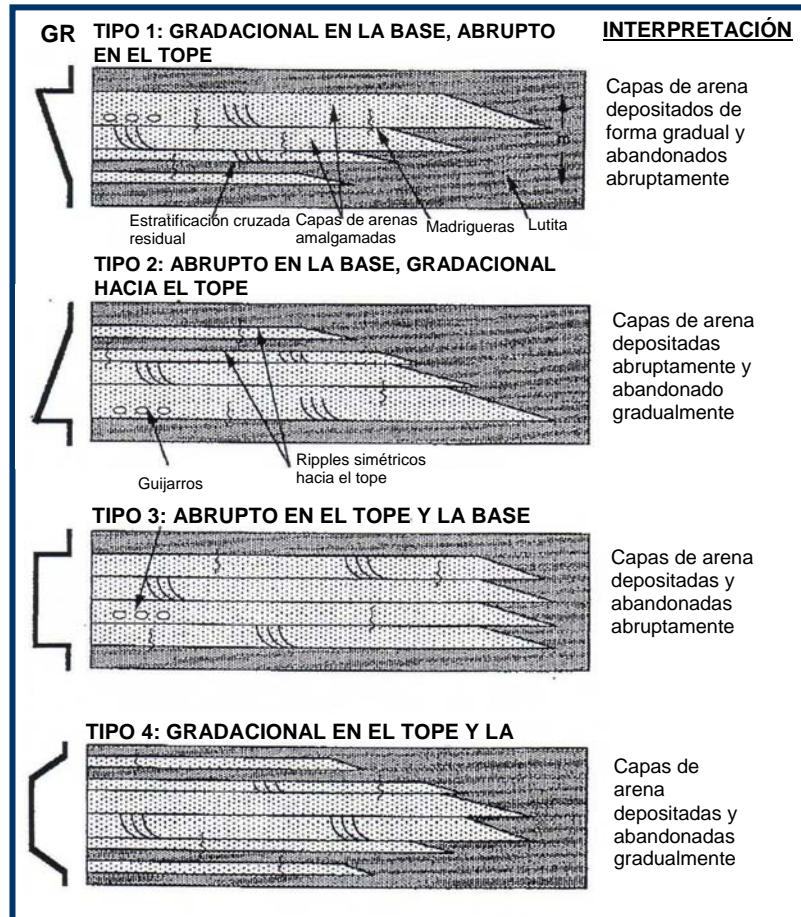 GR
TIPO 1: GRADACIONAL EN LA BASE, ABRUPTO
EN EL TOPE
INTERPRETACIÓN
Capas de arena
depositados de
forma gradual y
abandonados
abruptamente
m
Estratificación cruzada
residual
Capas de arenas
amalgamadas
Madrigueras
Lutita
TIPO 2: ABRUPTO EN LA BASE, GRADACIONAL
HACIA EL TOPE
Capas de arena
depositadas
abruptamente y
abandonado
gradualmente
Guijarros
Ripples simétricos
hacia el tope
TIPO 3: ABRUPTO EN EL TOPE Y LA BASE
Capas de arena
depositadas y
abandonadas
abruptamente
TIPO 4: GRADACIONAL EN EL TOPE Y LA
Capas de
arena
depositadas y
abandonadas
gradualmente